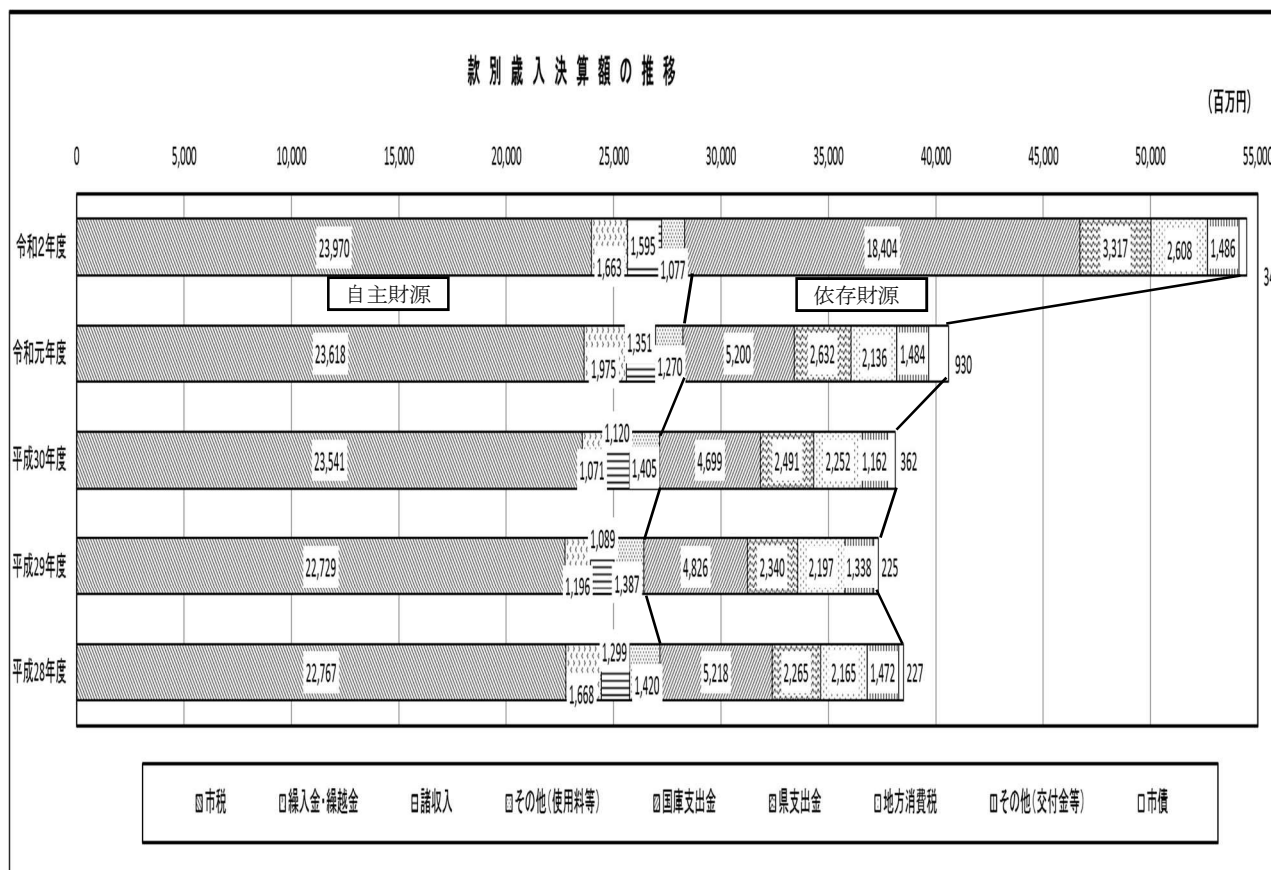 款別歳入決算額の推移
(百万円)
0 5,000 10,000 15,000 20,000 25,000 30,000 35,000 40,000 45,000 50,000 55,000
令和2年度 23,970 1,663 1,595 1,077 18,404 3,317 2,608 1,486
自主財源 依存財源
令和元年度 23,618 1,975 1,351 1,270 5,200 2,632 2,136 1,484 930
平成30年度 23,541 1,071 1,120 1,405 4,699 2,491 2,252 1,162 362
平成29年度 22,729 1,196 1,089 1,387 4,826 2,340 2,197 1,338 225
平成28年度 22,767 1,668 1,299 1,420 5,218 2,265 2,165 1,472 227
市税 繰入金・繰越金 諸収入 その他(使用料等) 国庫支出金 県支出金 地方消費税 その他(交付金等) 市債